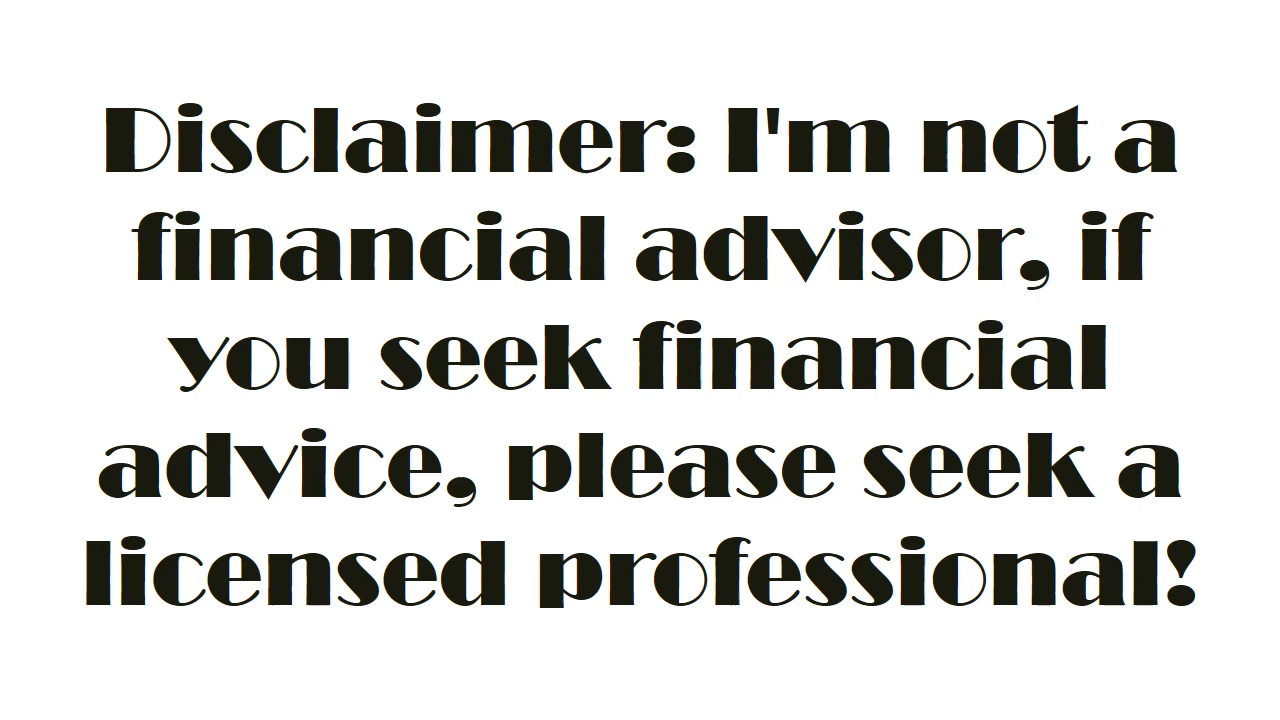 Disclaimer: I'm not a
financial advisor, if
you seek financial
advice, please seek a
licensed professional!